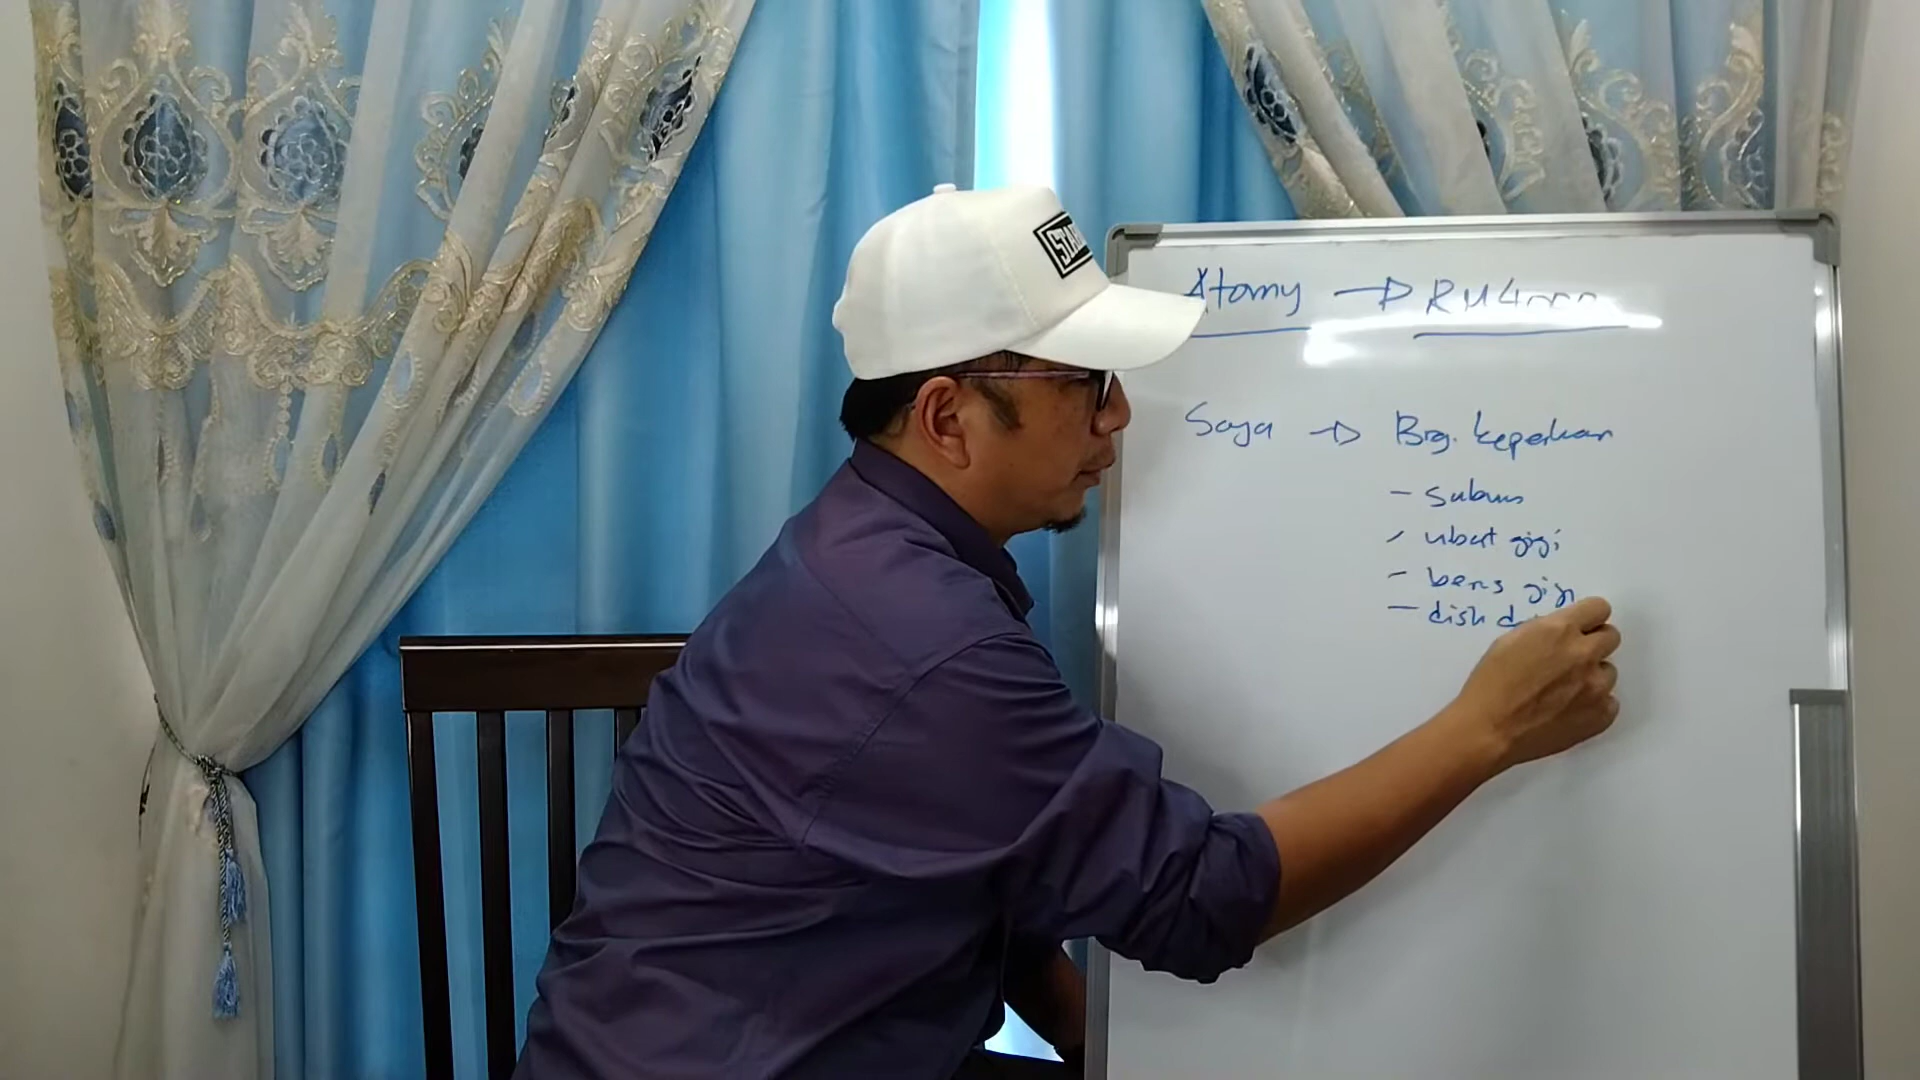 Atomy → RM4000
Saya → Brg. keperluan
- sabun
- ubat gigi
- berus gigi
- dish